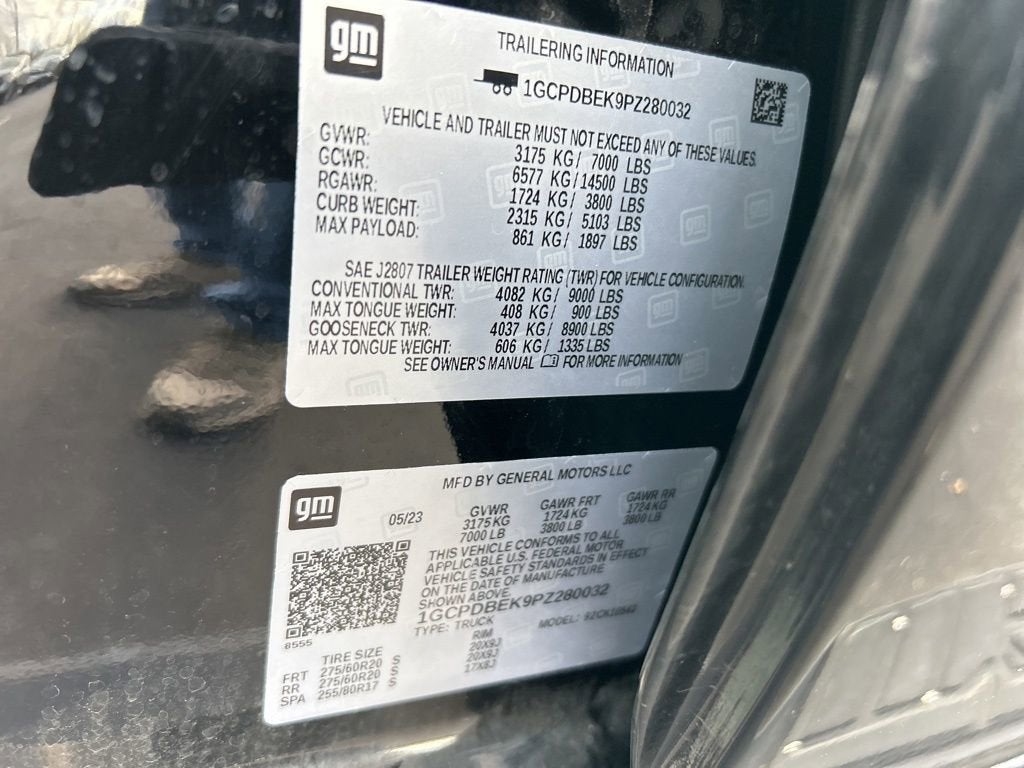 gm
TRAILERING INFORMATION
1GCPDBEK9PZ280032
VEHICLE AND TRAILER MUST NOT EXCEED ANY OF THESE VALUES.
GVWR: 3175 KG/ 7000 LBS
GCWR: 6577 KG/14500 LBS
RGAWR: 1724 KG/ 3800 LBS
CURB WEIGHT: 2315 KG/ 5103 LBS
MAX PAYLOAD: 861 KG/ 1897 LBS
SAE J2807 TRAILER WEIGHT RATING (TWR) FOR VEHICLE CONFIGURATION.
CONVENTIONAL TWR: 4082 KG/ 9000 LBS
MAX TONGUE WEIGHT: 408 KG/ 900 LBS
GOOSENECK TWR: 4037 KG/ 8900 LBS
MAX TONGUE WEIGHT: 606 KG/ 1335 LBS
SEE OWNER'S MANUAL FOR MORE INFORMATION
gm
MFD BY GENERAL MOTORS LLC
05/23 GVWR GAWR FRT GAWR RR
3175 KG 1724 KG 1724 KG
7000 LB 3800 LB 3800 LB
THIS VEHICLE CONFORMS TO ALL
APPLICABLE U.S. FEDERAL MOTOR
VEHICLE SAFETY STANDARDS IN EFFECT
ON THE DATE OF MANUFACTURE
SHOWN ABOVE.
1GCPDBEK9PZ280032
TYPE: TRUCK MODEL:
8555
TIRE SIZE RIM
FRT 275/60R20 S 20X9J
RR 275/60R20 S 20X9J
SPA 255/80R17 S 17X8J